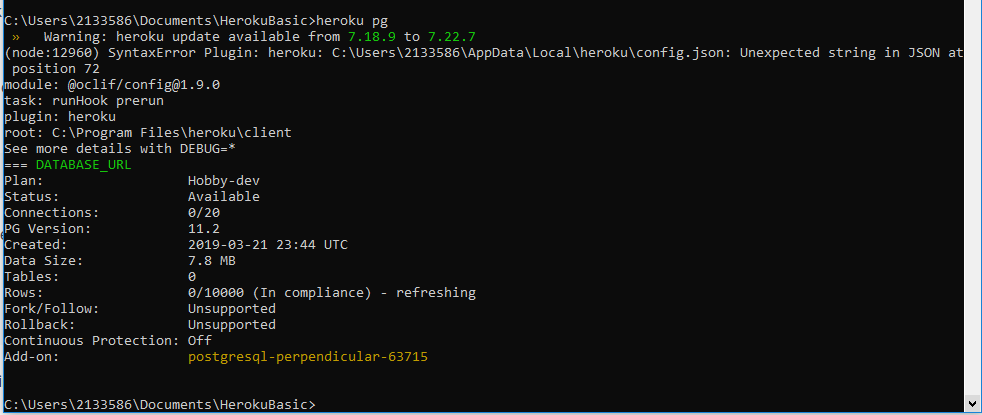 C:\Users\2133586\Documents\HerokuBasic>heroku pg
»   Warning: heroku update available from 7.18.9 to 7.22.7
(node:12960) SyntaxError Plugin: heroku: C:\Users\2133586\AppData\Local\heroku\config.json: Unexpected string in JSON at
position 72
module: @oclif/config@1.9.0
task: runHook prerun
plugin: heroku
root: C:\Program Files\heroku\client
See more details with DEBUG=*
=== DATABASE_URL
Plan:                  Hobby-dev
Status:                Available
Connections:           0/20
PG Version:            11.2
Created:               2019-03-21 23:44 UTC
Data Size:             7.8 MB
Tables:                0
Rows:                  0/10000 (In compliance) - refreshing
Fork/Follow:           Unsupported
Rollback:              Unsupported
Continuous Protection: Off
Add-on:                postgresql-perpendicular-63715
C:\Users\2133586\Documents\HerokuBasic>